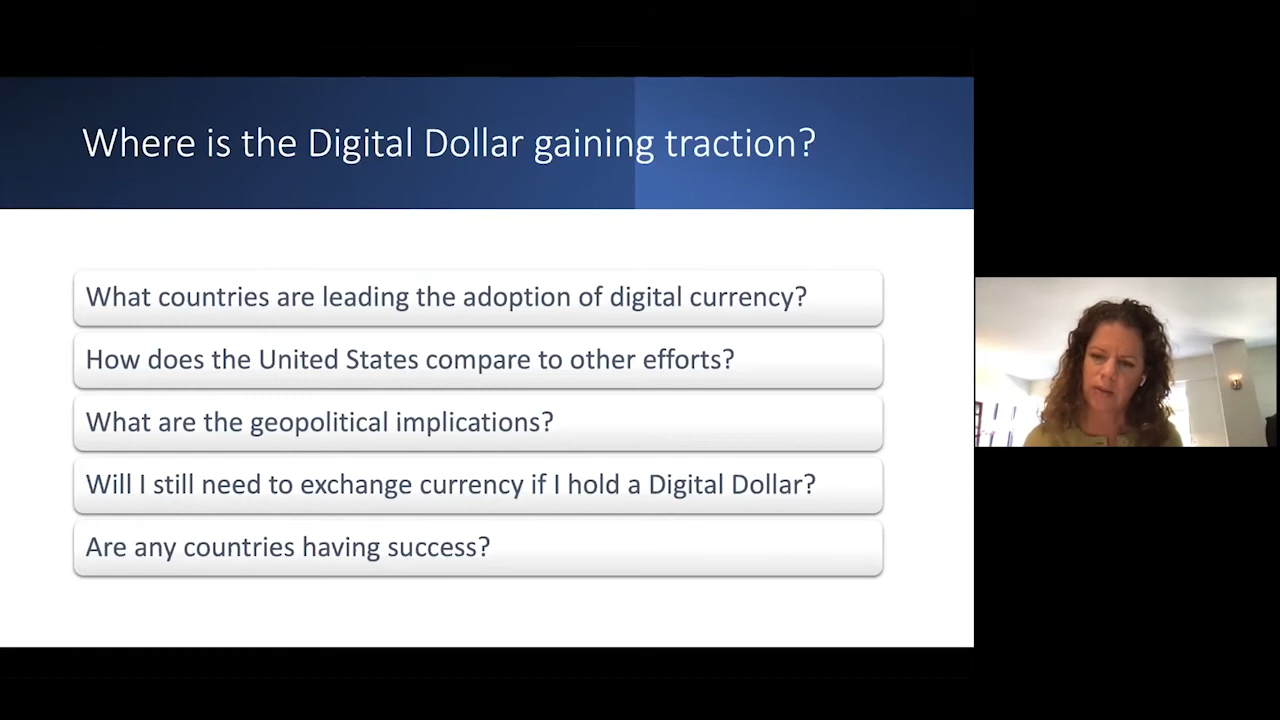 Where is the Digital Dollar gaining traction?
What countries are leading the adoption of digital currency?
How does the United States compare to other efforts?
What are the geopolitical implications?
Will I still need to exchange currency if I hold a Digital Dollar?
Are any countries having success?